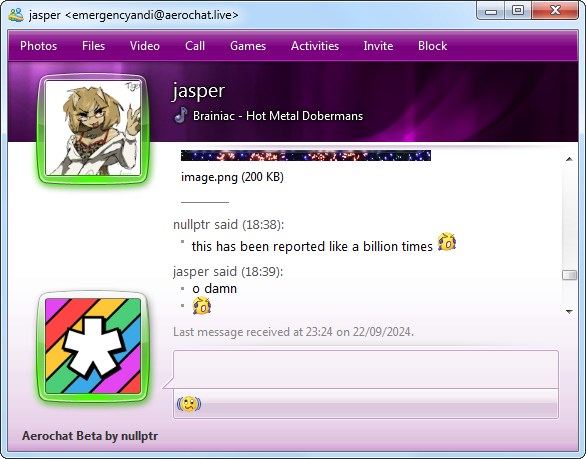 jasper <emergencyandi@aerochat.live>
Photos Files Video Call Games Activities Invite Block
Tiger
jasper
Brainiac - Hot Metal Dobermans
image.png (200 KB)
nullptr said (18:38):
this has been reported like a billion times
jasper said (18:39):
o damn
Last message received at 23:24 on 22/09/2024.
Aerochat Beta by nullptr